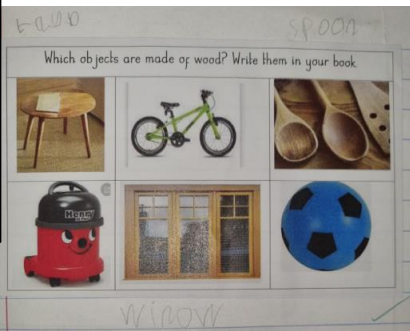 spoon
Which objects are made of wood? Write them in your book
Henry
winow